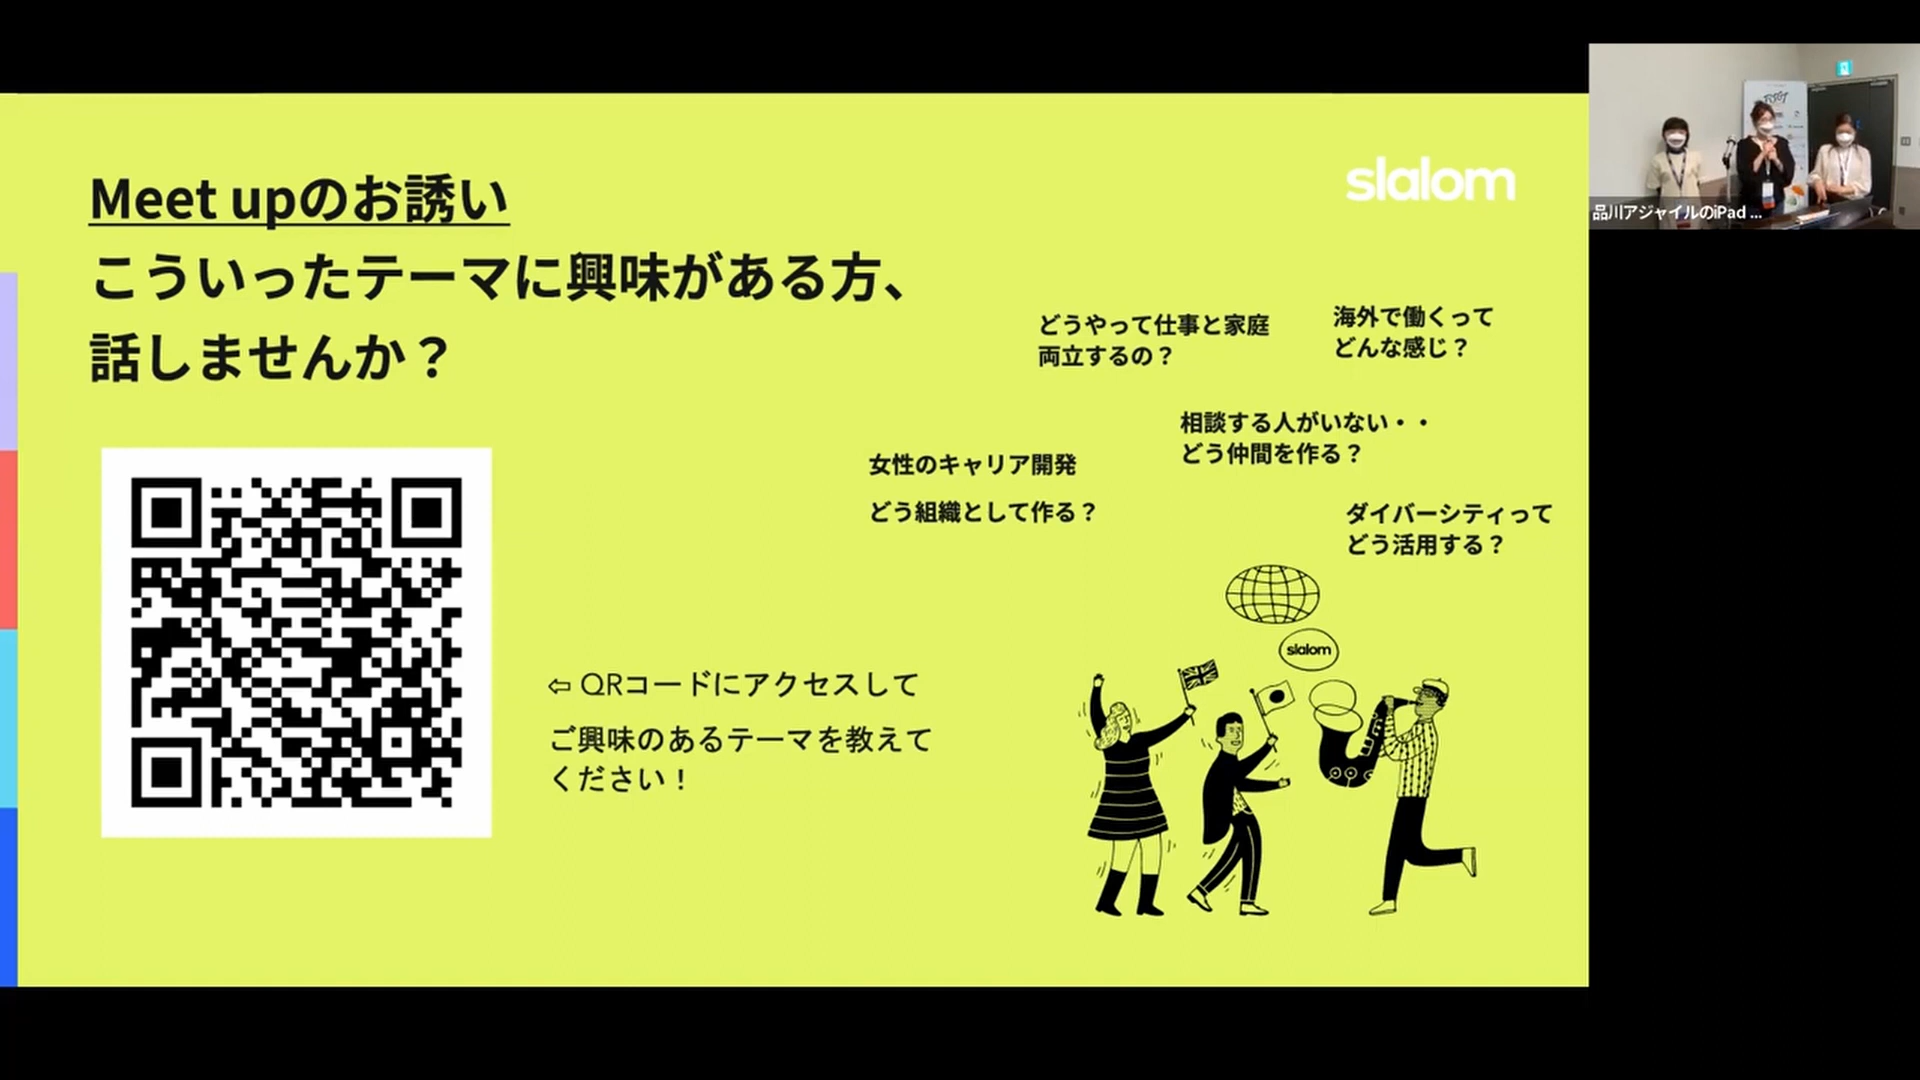 Meet upのお誘い
こういったテーマに興味がある方、
話しませんか？
slalom
どうやって仕事と家庭
両立するの？
海外で働くって
どんな感じ？
相談する人がいない・・
どう仲間を作る？
女性のキャリア開発
どう組織として作る？
ダイバーシティって
どう活用する？
⇦ QRコードにアクセスして
ご興味のあるテーマを教えて
ください！
slalom
品川アジャイルのiPad ...